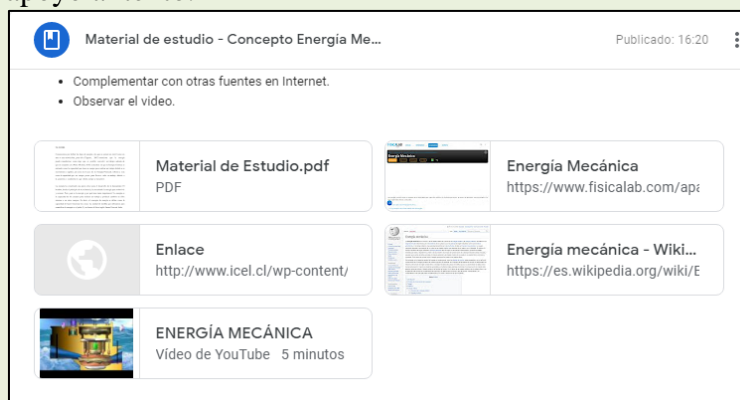 Material de estudio - Concepto Energía Me...
Publicado: 16:20
• Complementar con otras fuentes en Internet.
• Observar el video.
Material de Estudio.pdf
PDF
Energía Mecánica
https://www.fisicalab.com/apa
Enlace
http://www.icel.cl/wp-content/
Energía mecánica - Wiki...
https://es.wikipedia.org/wiki/E
ENERGÍA MECÁNICA
Vídeo de YouTube 5 minutos